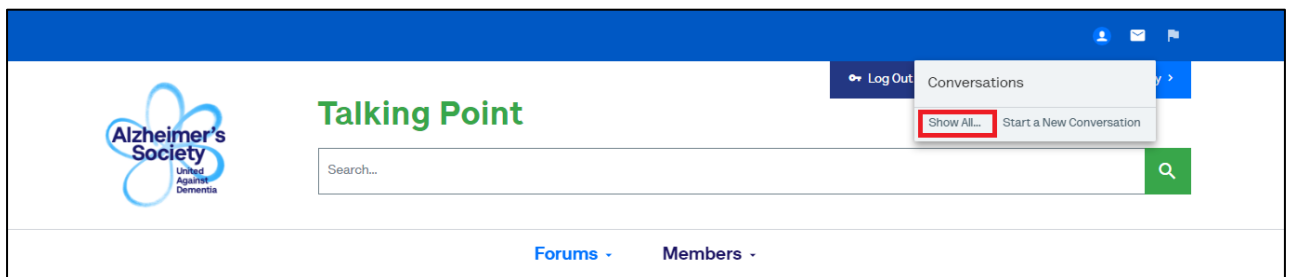 Log Out
Conversations
y
Talking Point
Show All... Start a New Conversation
Alzheimer's
Society
United
Against
Dementia
Search...
Forums
Members